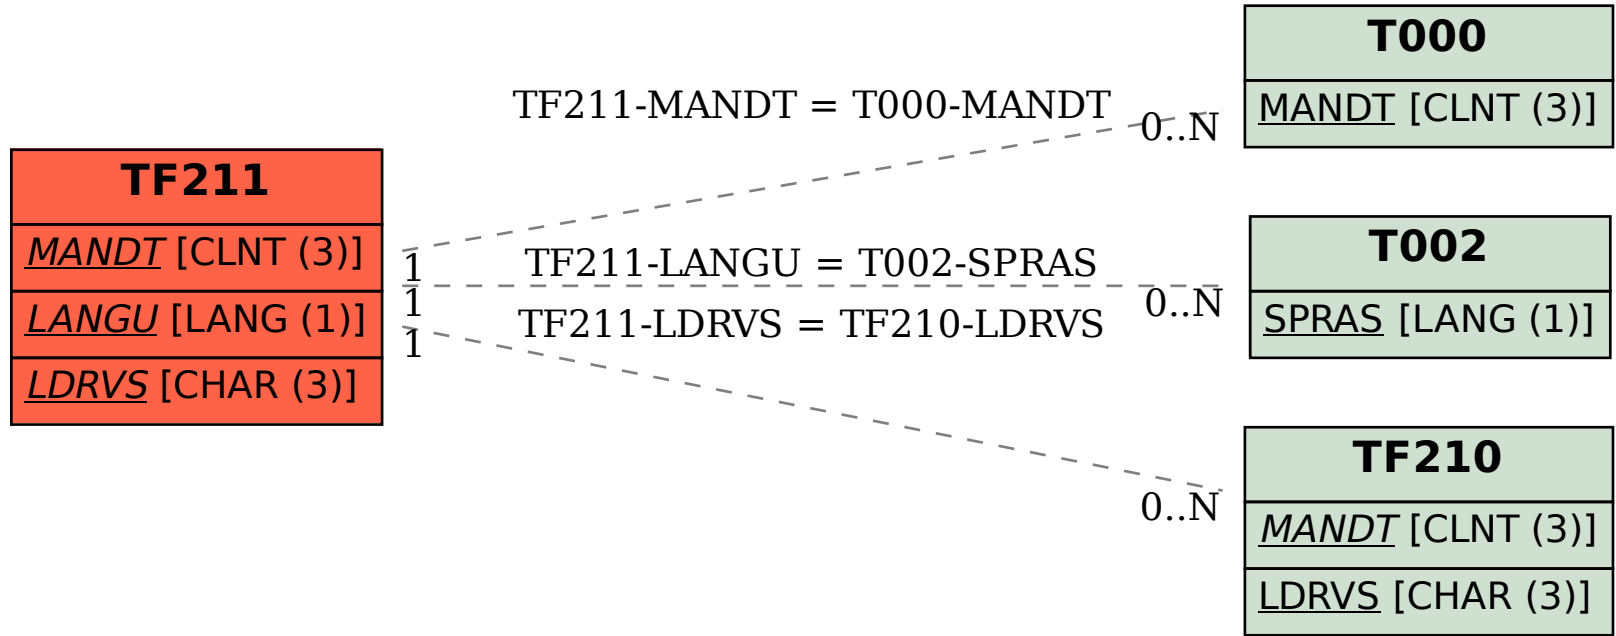 TF211
MANDT [CLNT (3)]
LANGU [LANG (1)]
LDRVS [CHAR (3)]
TF211-MANDT = T000-MANDT
1
0..N
TF211-LANGU = T002-SPRAS
1
0..N
TF211-LDRVS = TF210-LDRVS
1
0..N
T000
MANDT [CLNT (3)]
T002
SPRAS [LANG (1)]
TF210
MANDT [CLNT (3)]
LDRVS [CHAR (3)]